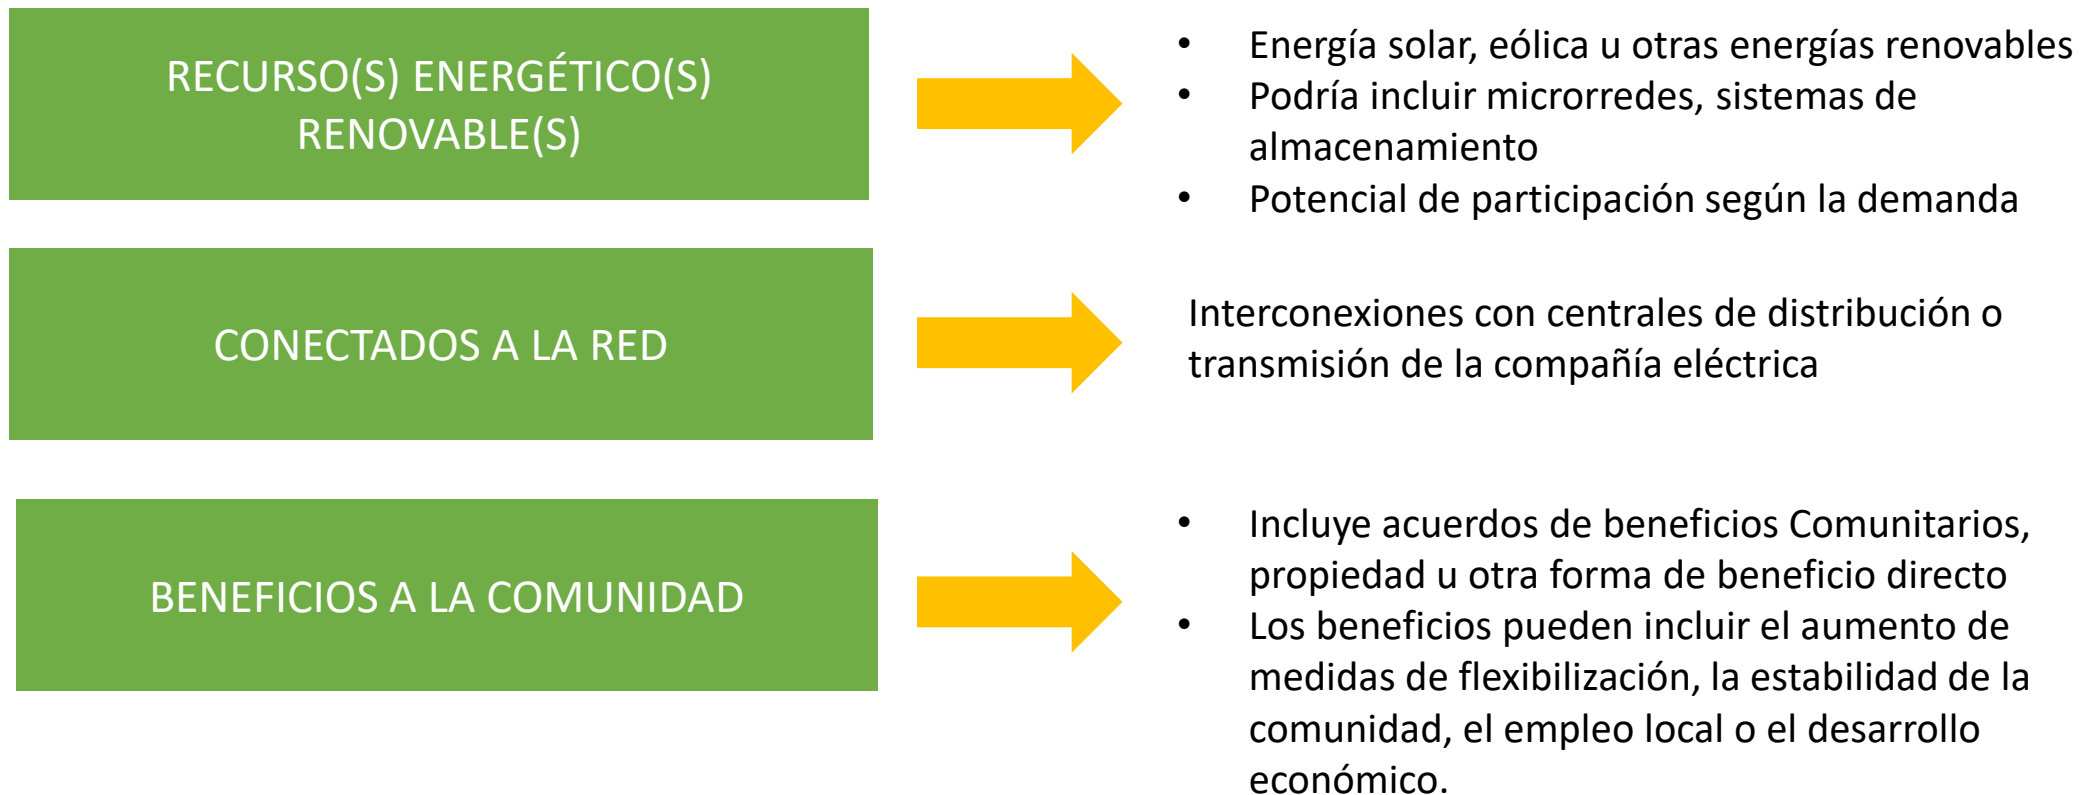 RECURSO(S) ENERGÉTICO(S)
RENOVABLE(S)
• Energía solar, eólica u otras energías renovables
• Podría incluir microrredes, sistemas de
almacenamiento
• Potencial de participación según la demanda
CONECTADOS A LA RED
Interconexiones con centrales de distribución o
transmisión de la compañía eléctrica
BENEFICIOS A LA COMUNIDAD
• Incluye acuerdos de beneficios Comunitarios,
propiedad u otra forma de beneficio directo
• Los beneficios pueden incluir el aumento de
medidas de flexibilización, la estabilidad de la
comunidad, el empleo local o el desarrollo
económico.